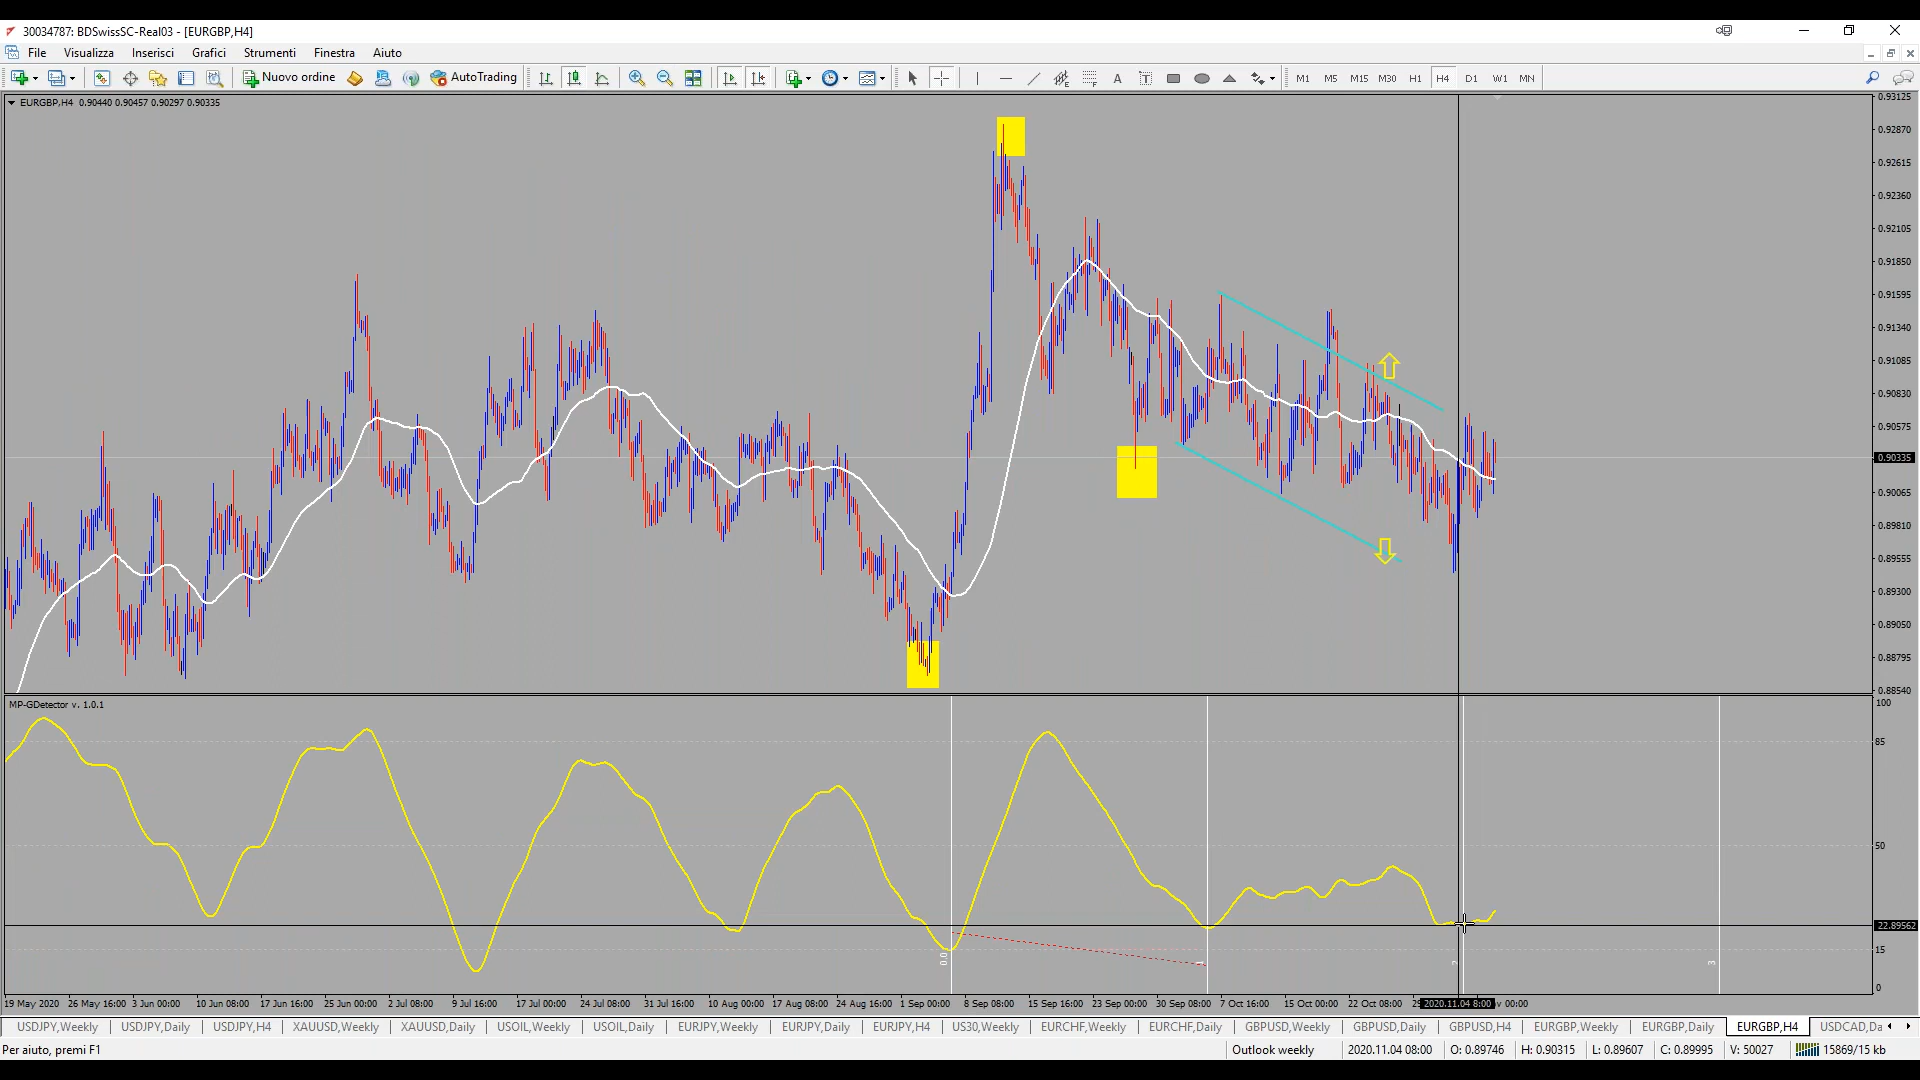 30034787: BDSwissSC-Real03 - [EURGBP,H4]
File Visualizza Inserisci Grafici Strumenti Finestra Aiuto
Nuovo ordine AutoTrading A T M1 M5 M15 M30 H1 H4 D1 W1 MN
EURGBP,H4 0.90440 0.90457 0.90297 0.90335
0.93125
0.92870
0.92615
0.92360
0.92105
0.91850
0.91595
0.91340
0.91085
0.90830
0.90575
0.90335
0.90065
0.89810
0.89555
0.89300
0.89050
0.88795
0.88540
MP-GDetector v. 1.0.1
100
85
50
22.89562
15
0
0.0 1 2 3
19 May 2020 26 May 16:00 3 Jun 00:00 10 Jun 08:00 17 Jun 16:00 25 Jun 00:00 2 Jul 08:00 9 Jul 16:00 17 Jul 00:00 24 Jul 08:00 31 Jul 16:00 10 Aug 00:00 17 Aug 08:00 24 Aug 16:00 1 Sep 00:00 8 Sep 08:00 15 Sep 16:00 23 Sep 00:00 30 Sep 08:00 7 Oct 16:00 15 Oct 00:00 22 Oct 08:00 2020.11.04 8:00 v 00:00
USDJPY,Weekly USDJPY,Daily USDJPY,H4 XAUUSD,Weekly XAUUSD,Daily USOIL,Weekly USOIL,Daily EURJPY,Weekly EURJPY,Daily EURJPY,H4 US30,Weekly EURCHF,Weekly EURCHF,Daily GBPUSD,Weekly GBPUSD,Daily GBPUSD,H4 EURGBP,Weekly EURGBP,Daily EURGBP,H4 USDCAD,Da
Per aiuto, premi F1 Outlook weekly 2020.11.04 08:00 O: 0.89746 H: 0.90315 L: 0.89607 C: 0.89995 V: 50027 15869/15 kb